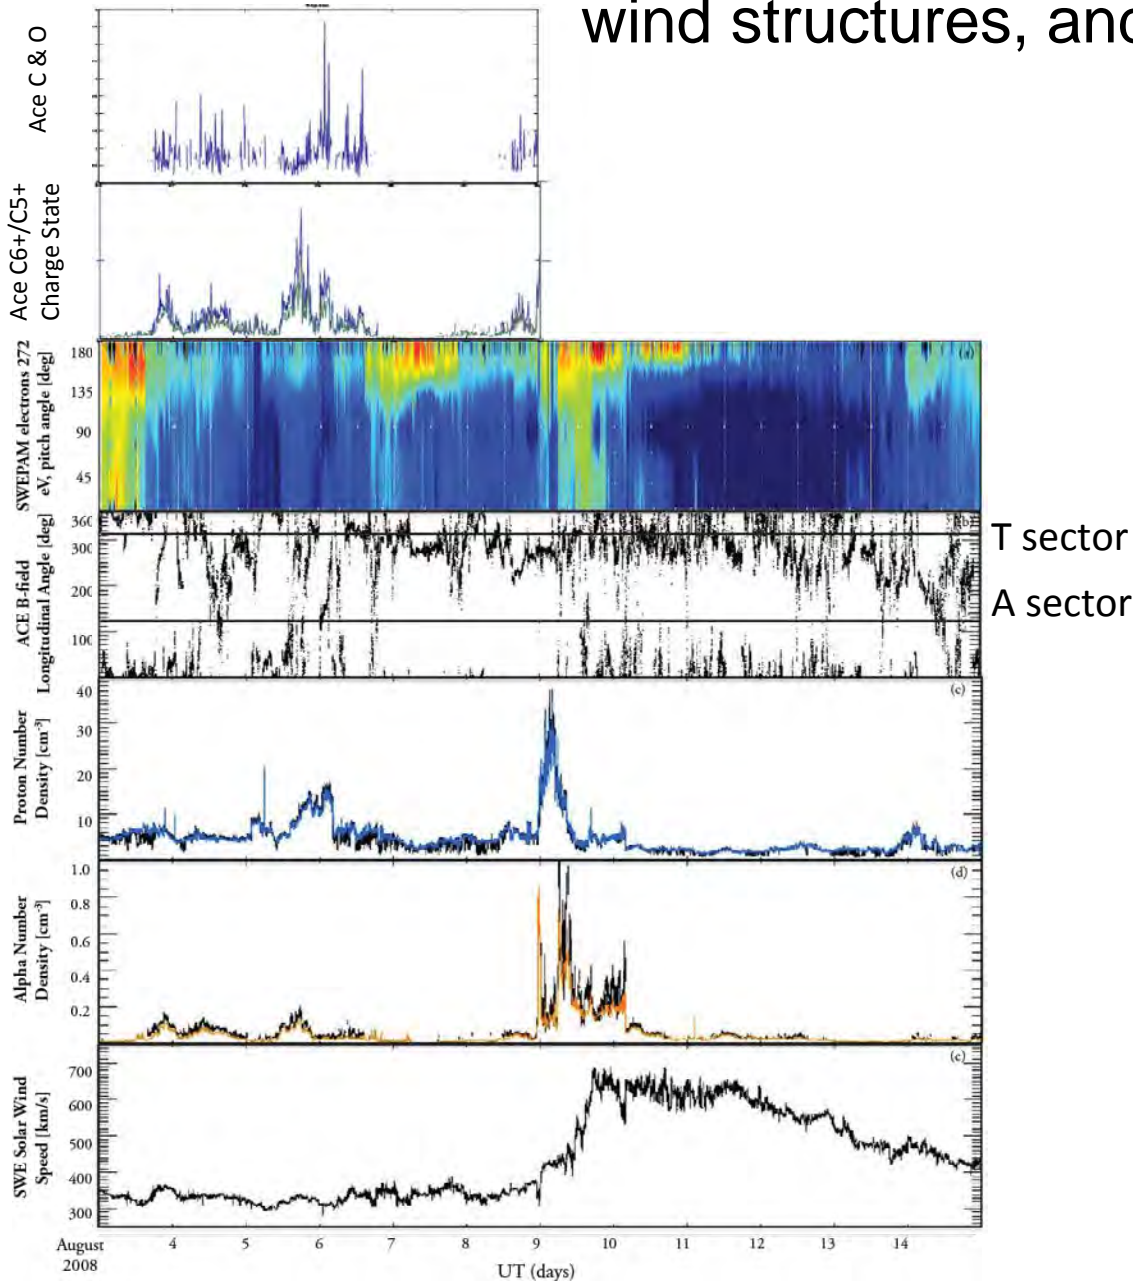 wind structures, and
Ace C & O
Ace C6+/C5+
Charge State
SWEPAM electrons 272
eV, pitch angle [deg]
180
135
90
45
(a)
ACE B-field
Longitudinal Angle [deg]
360
300
200
100
(b)
T sector
A sector
Proton Number
Density [cm⁻³]
40
30
20
10
(c)
Alpha Number
Density [cm⁻³]
1.0
0.8
0.6
0.4
0.2
(d)
SWE Solar Wind
Speed [km/s]
700
600
500
400
300
August 4 5 6 7 8 9 10 11 12 13 14
2008
UT (days)